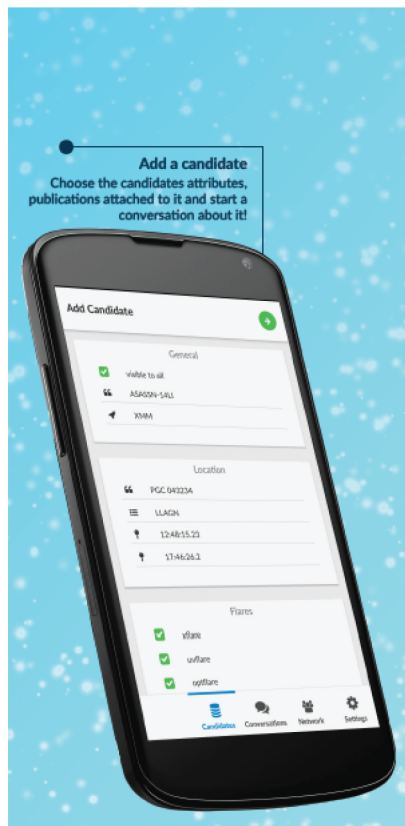 Add a candidate
Choose the candidates attributes,
publications attached to it and start a
conversation about it!
Add Candidate
General
visible to all
ASASSN-14LI
XMM
Location
PGC 043234
LLAGN
12:48:15.23
17:46:26.2
Flares
xflare
uvflare
optflare
Candidates
Conversations
Network
Settings